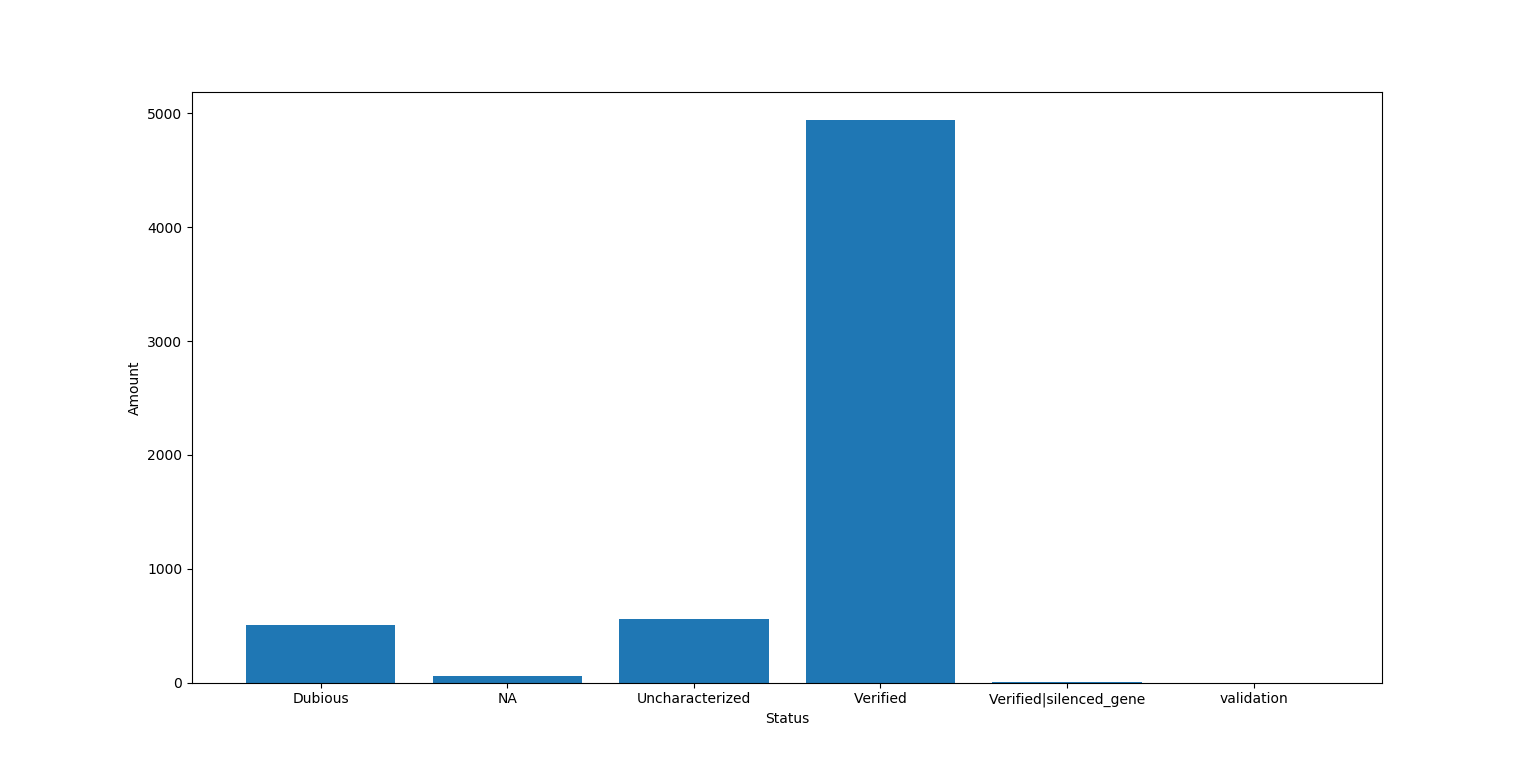 5000
4000
3000
2000
1000
0
Amount
Dubious NA Uncharacterized Verified Verified|silenced_gene validation
Status